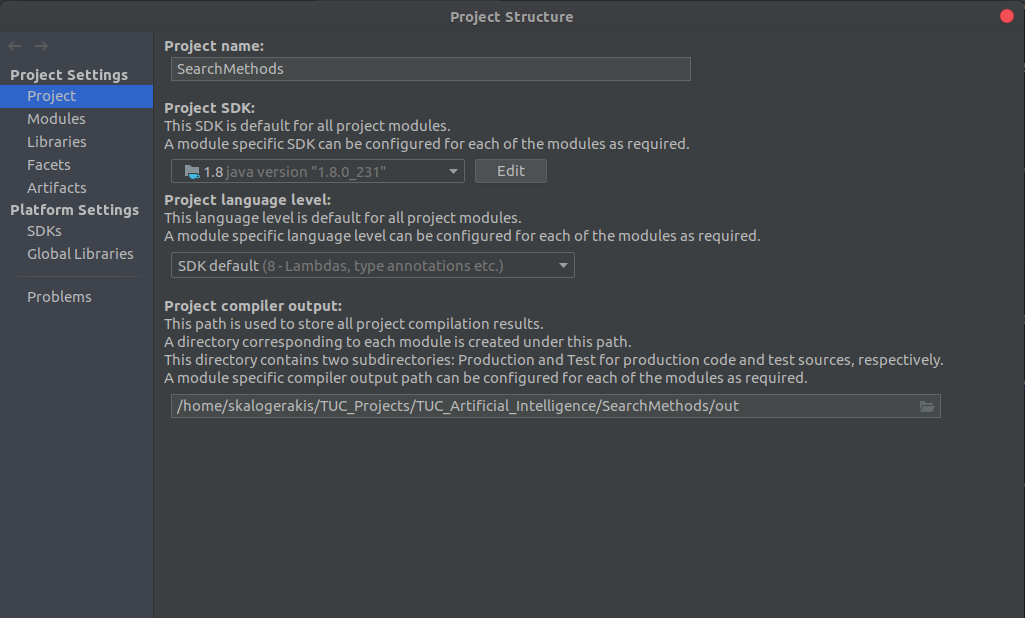 Project Structure
Project Settings
Project
Modules
Libraries
Facets
Artifacts
Platform Settings
SDKs
Global Libraries
Problems
Project name:
SearchMethods
Project SDK:
This SDK is default for all project modules.
A module specific SDK can be configured for each of the modules as required.
1.8 java version "1.8.0_231"
Edit
Project language level:
This language level is default for all project modules.
A module specific language level can be configured for each of the modules as required.
SDK default (8 - Lambdas, type annotations etc.)
Project compiler output:
This path is used to store all project compilation results.
A directory corresponding to each module is created under this path.
This directory contains two subdirectories: Production and Test for production code and test sources, respectively.
A module specific compiler output path can be configured for each of the modules as required.
/home/skalogerakis/TUC_Projects/TUC_Artificial_Intelligence/SearchMethods/out